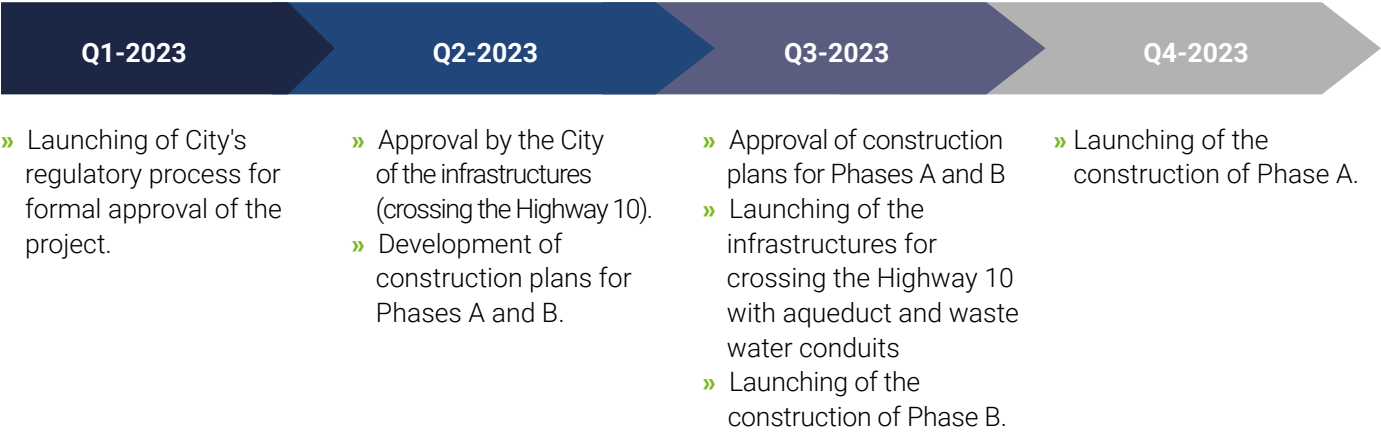 Q1-2023
Q2-2023
Q3-2023
Q4-2023
» Launching of City's
regulatory process for
formal approval of the
project.
» Approval by the City
of the infrastructures
(crossing the Highway 10).
» Development of
construction plans for
Phases A and B.
» Approval of construction
plans for Phases A and B
» Launching of the
infrastructures for
crossing the Highway 10
with aqueduct and waste
water conduits
» Launching of the
construction of Phase B.
» Launching of the
construction of Phase A.